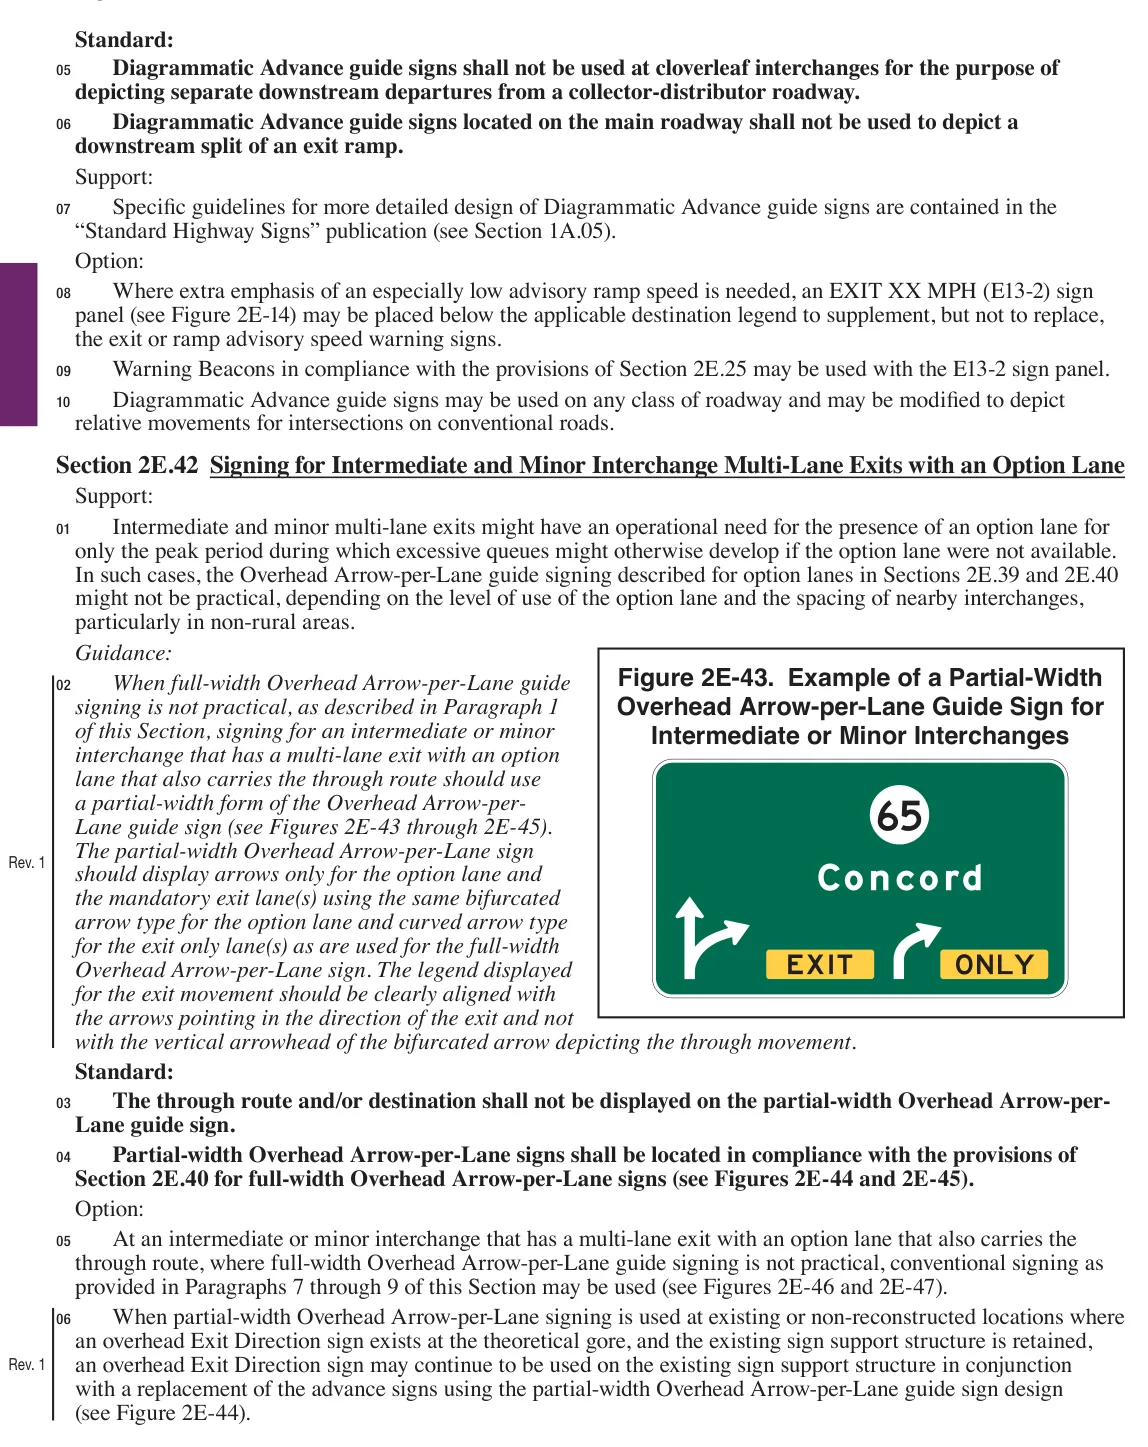 Standard:
05 Diagrammatic Advance guide signs shall not be used at cloverleaf interchanges for the purpose of
depicting separate downstream departures from a collector-distributor roadway.
06 Diagrammatic Advance guide signs located on the main roadway shall not be used to depict a
downstream split of an exit ramp.
Support:
07 Specific guidelines for more detailed design of Diagrammatic Advance guide signs are contained in the
“Standard Highway Signs” publication (see Section 1A.05).
Option:
08 Where extra emphasis of an especially low advisory ramp speed is needed, an EXIT XX MPH (E13-2) sign
panel (see Figure 2E-14) may be placed below the applicable destination legend to supplement, but not to replace,
the exit or ramp advisory speed warning signs.
09 Warning Beacons in compliance with the provisions of Section 2E.25 may be used with the E13-2 sign panel.
10 Diagrammatic Advance guide signs may be used on any class of roadway and may be modified to depict
relative movements for intersections on conventional roads.
Section 2E.42 Signing for Intermediate and Minor Interchange Multi-Lane Exits with an Option Lane
Support:
01 Intermediate and minor multi-lane exits might have an operational need for the presence of an option lane for
only the peak period during which excessive queues might otherwise develop if the option lane were not available.
In such cases, the Overhead Arrow-per-Lane guide signing described for option lanes in Sections 2E.39 and 2E.40
might not be practical, depending on the level of use of the option lane and the spacing of nearby interchanges,
particularly in non-rural areas.
Guidance:
02 When full-width Overhead Arrow-per-Lane guide
signing is not practical, as described in Paragraph 1
of this Section, signing for an intermediate or minor
interchange that has a multi-lane exit with an option
lane that also carries the through route should use
a partial-width form of the Overhead Arrow-per-
Lane guide sign (see Figures 2E-43 through 2E-45).
The partial-width Overhead Arrow-per-Lane sign
Rev. 1
should display arrows only for the option lane and
the mandatory exit lane(s) using the same bifurcated
arrow type for the option lane and curved arrow type
for the exit only lane(s) as are used for the full-width
Overhead Arrow-per-Lane sign. The legend displayed
for the exit movement should be clearly aligned with
the arrows pointing in the direction of the exit and not
with the vertical arrowhead of the bifurcated arrow depicting the through movement.
Figure 2E-43. Example of a Partial-Width
Overhead Arrow-per-Lane Guide Sign for
Intermediate or Minor Interchanges
65
Concord
EXIT ONLY
Standard:
03 The through route and/or destination shall not be displayed on the partial-width Overhead Arrow-per-
Lane guide sign.
04 Partial-width Overhead Arrow-per-Lane signs shall be located in compliance with the provisions of
Section 2E.40 for full-width Overhead Arrow-per-Lane signs (see Figures 2E-44 and 2E-45).
Option:
05 At an intermediate or minor interchange that has a multi-lane exit with an option lane that also carries the
through route, where full-width Overhead Arrow-per-Lane guide signing is not practical, conventional signing as
provided in Paragraphs 7 through 9 of this Section may be used (see Figures 2E-46 and 2E-47).
06 When partial-width Overhead Arrow-per-Lane signing is used at existing or non-reconstructed locations where
an overhead Exit Direction sign exists at the theoretical gore, and the existing sign support structure is retained,
Rev. 1 an overhead Exit Direction sign may continue to be used on the existing sign support structure in conjunction
with a replacement of the advance signs using the partial-width Overhead Arrow-per-Lane guide sign design
(see Figure 2E-44).